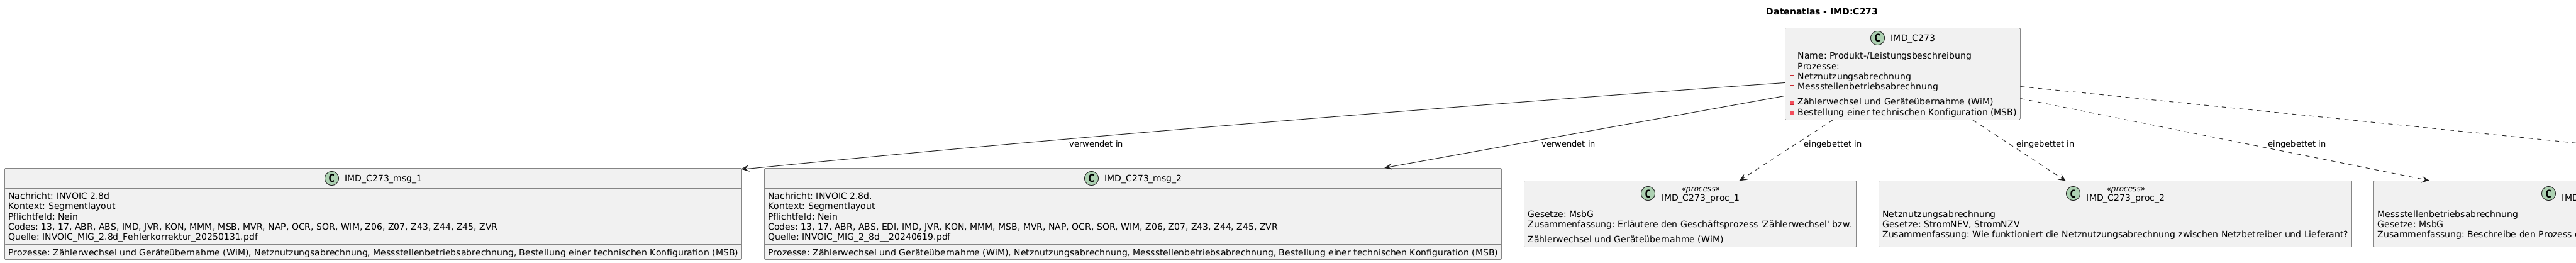 Datenatlas - IMD:C273
C IMD_C273
Name: Produkt-/Leistungsbeschreibung
Prozesse:
Netznutzungsabrechnung
Messstellenbetriebsabrechnung
Zählerwechsel und Geräteübernahme (WiM)
Bestellung einer technischen Konfiguration (MSB)
verwendet in
verwendet in
eingebettet in
eingebettet in
eingebettet in
C IMD_C273_msg_1
Nachricht: INVOIC 2.8d
Kontext: Segmentlayout
Pflichtfeld: Nein
Codes: 13, 17, ABR, ABS, IMD, JVR, KON, MMM, MSB, MVR, NAP, OCR, SOR, WIM, Z06, Z07, Z43, Z44, Z45, ZVR
Quelle: INVOIC_MIG_2.8d_Fehlerkorrektur_20250131.pdf
Prozesse: Zählerwechsel und Geräteübernahme (WiM), Netznutzungsabrechnung, Messstellenbetriebsabrechnung, Bestellung einer technischen Konfiguration (MSB)
C IMD_C273_msg_2
Nachricht: INVOIC 2.8d.
Kontext: Segmentlayout
Pflichtfeld: Nein
Codes: 13, 17, ABR, ABS, EDI, IMD, JVR, KON, MMM, MSB, MVR, NAP, OCR, SOR, WIM, Z06, Z07, Z43, Z44, Z45, ZVR
Quelle: INVOIC_MIG_2_8d__20240619.pdf
Prozesse: Zählerwechsel und Geräteübernahme (WiM), Netznutzungsabrechnung, Messstellenbetriebsabrechnung, Bestellung einer technischen Konfiguration (MSB)
«process»
C IMD_C273_proc_1
Gesetze: MsbG
Zusammenfassung: Erläutere den Geschäftsprozess 'Zählerwechsel' bzw.
Zählerwechsel und Geräteübernahme (WiM)
«process»
C IMD_C273_proc_2
Netznutzungsabrechnung
Gesetze: StromNEV, StromNZV
Zusammenfassung: Wie funktioniert die Netznutzungsabrechnung zwischen Netzbetreiber und Lieferant?
C
Messstellenbetriebsabrechnung
Gesetze: MsbG
Zusammenfassung: Beschreibe den Prozess